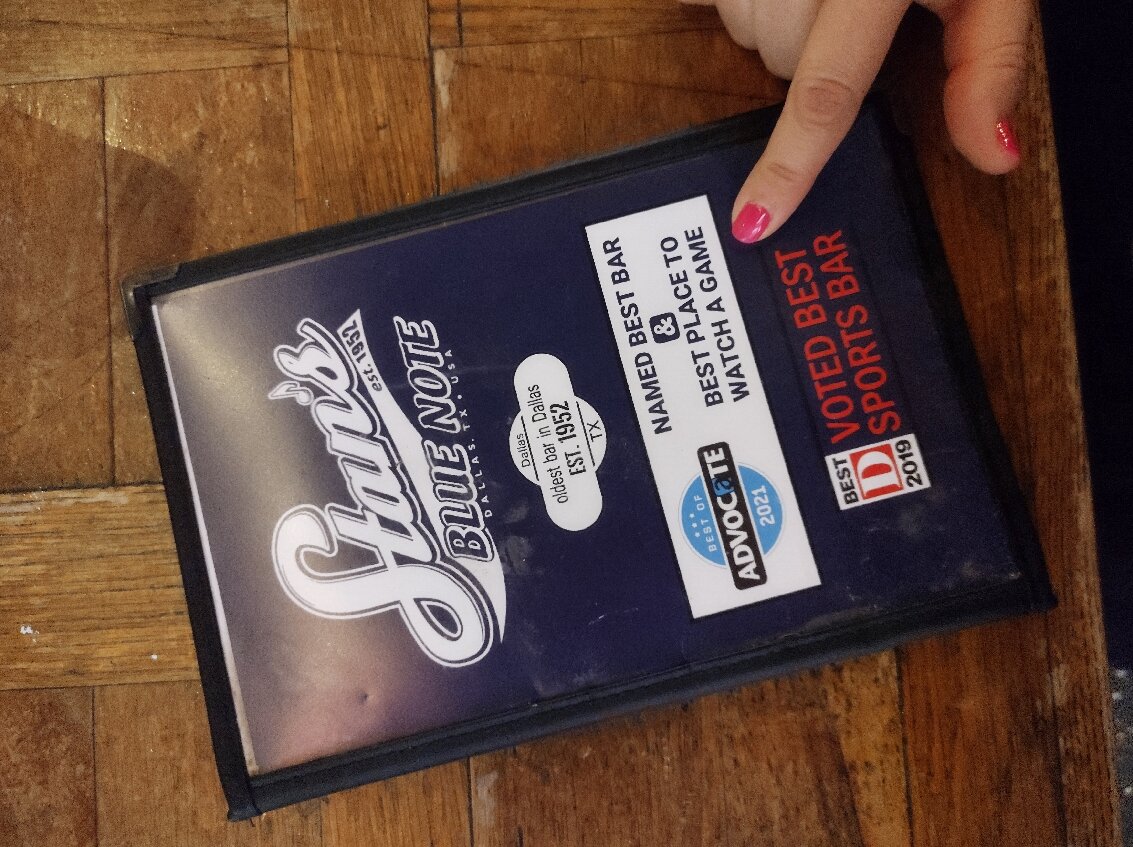 Stan's
est. 1952
BLUE NOTE
DALLAS, TX • USA
Dallas
oldest bar in Dallas
EST. 1952
TX
BEST OF
ADVOCATE
2021
NAMED BEST BAR
&
BEST PLACE TO
WATCH A GAME
BEST
D
2019
VOTED BEST
SPORTS BAR